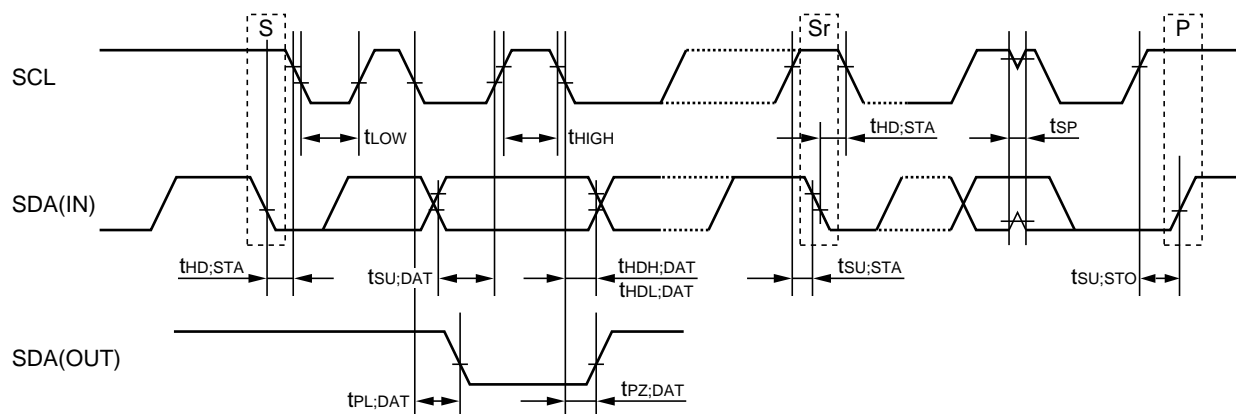 S Sr P
SCL
tLOW tHIGH tHD;STA tSP
SDA(IN)
tHD;STA tSU;DAT tHDH;DAT tSU;STA tSU;STO
tHDL;DAT
SDA(OUT)
tPL;DAT tPZ;DAT